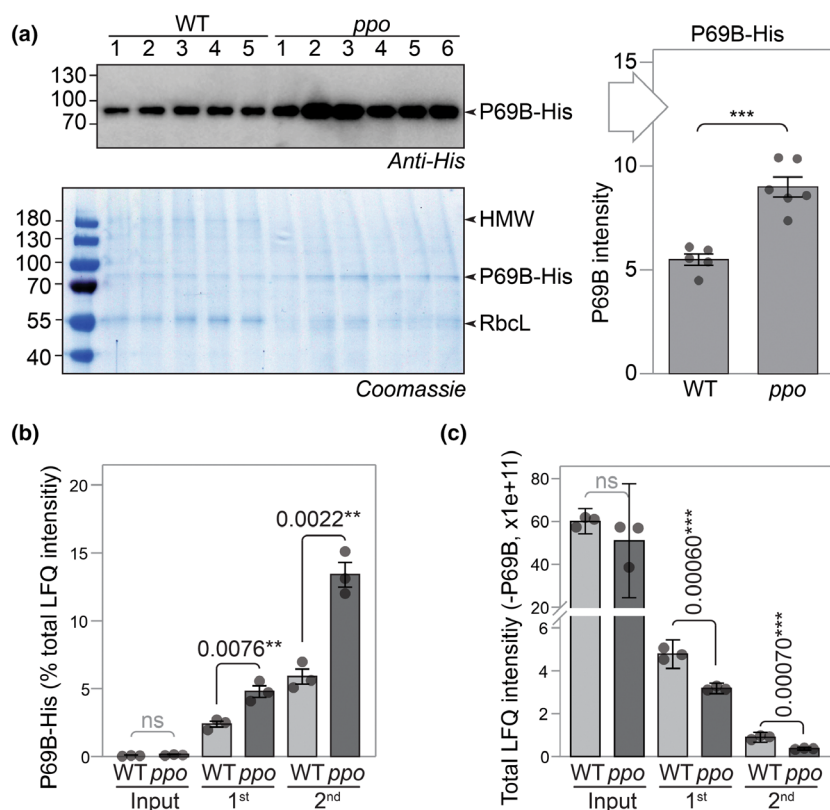 (a)
WT ppo
1 2 3 4 5 1 2 3 4 5 6
130
100
70
P69B-His
Anti-His
180
130
100
70
55
40
HMW
P69B-His
RbcL
Coomassie
P69B-His
15
10
5
0
P69B intensity
***
WT ppo
(b)
P69B-His (% total LFQ intensitiy)
20
15
10
5
0
ns
0.0076**
0.0022**
WT ppo WT ppo WT ppo
Input 1st 2nd
(c)
Total LFQ intensitiy (-P69B, x1e+11)
80
60
40
20
6
4
2
0
ns
0.00060***
0.00070***
WT ppo WT ppo WT ppo
Input 1st 2nd